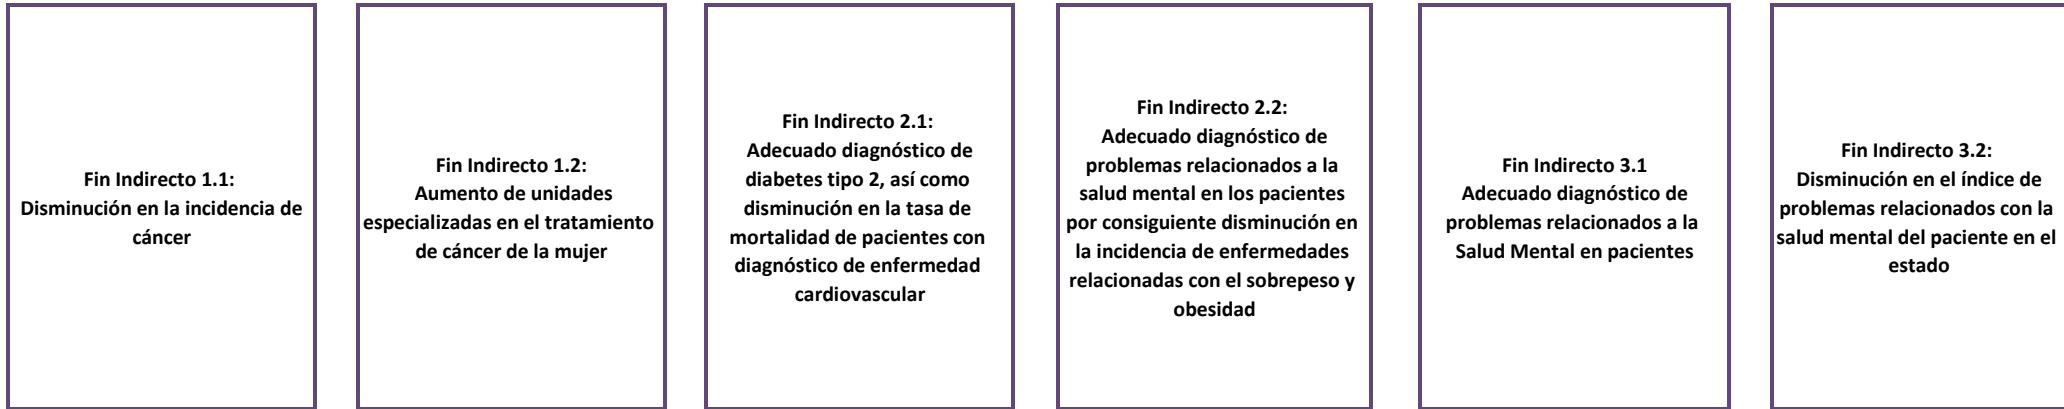 Fin Indirecto 1.1:
Disminución en la incidencia de
cáncer
Fin Indirecto 1.2:
Aumento de unidades
especializadas en el tratamiento
de cáncer de la mujer
Fin Indirecto 2.1:
Adecuado diagnóstico de
diabetes tipo 2, así como
disminución en la tasa de
mortalidad de pacientes con
diagnóstico de enfermedad
cardiovascular
Fin Indirecto 2.2:
Adecuado diagnóstico de
problemas relacionados a la
salud mental en los pacientes
por consiguiente disminución en
la incidencia de enfermedades
relacionadas con el sobrepeso y
obesidad
Fin Indirecto 3.1
Adecuado diagnóstico de
problemas relacionados a la
Salud Mental en pacientes
Fin Indirecto 3.2:
Disminución en el índice de
problemas relacionados con la
salud mental del paciente en el
estado